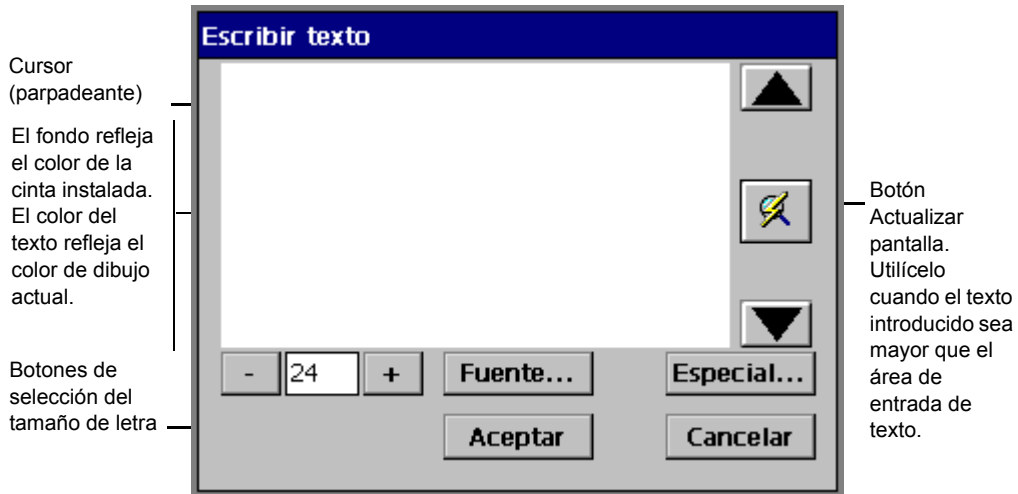 Escribir texto
Cursor
(parpadeante)
El fondo refleja
el color de la
cinta instalada.
El color del
texto refleja el
color de dibujo
actual.
Botones de
selección del
tamaño de letra
- 24 + Fuente... Especial...
Aceptar Cancelar
Botón
Actualizar
pantalla.
Utilícelo
cuando el texto
introducido sea
mayor que el
área de
entrada de
texto.